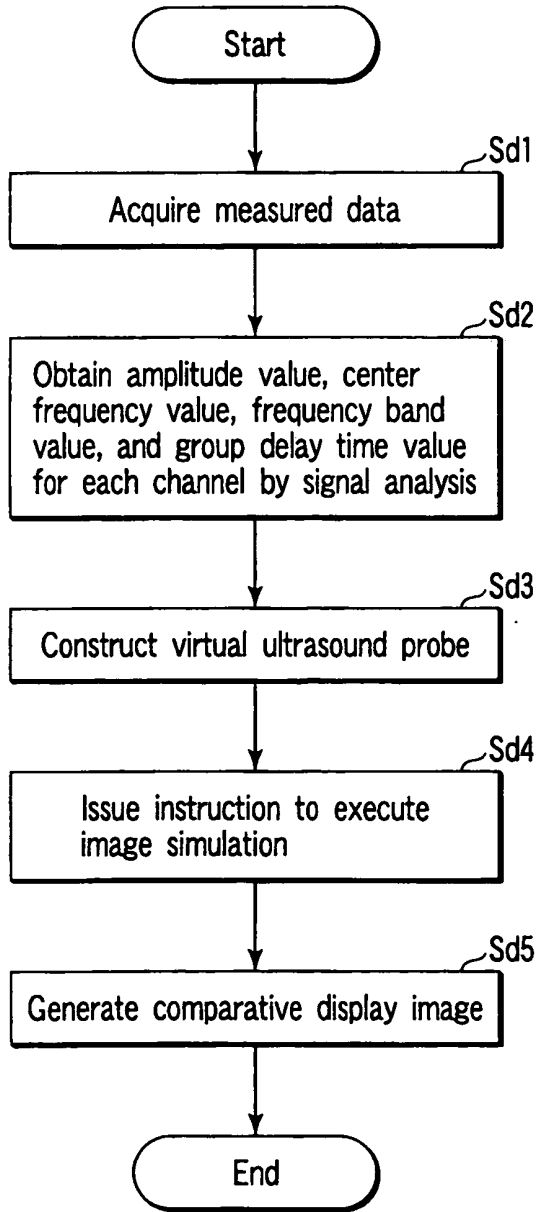 Start
Sd1
Acquire measured data
Sd2
Obtain amplitude value, center
frequency value, frequency band
value, and group delay time value
for each channel by signal analysis
Sd3
Construct virtual ultrasound probe
Sd4
Issue instruction to execute
image simulation
Sd5
Generate comparative display image
End